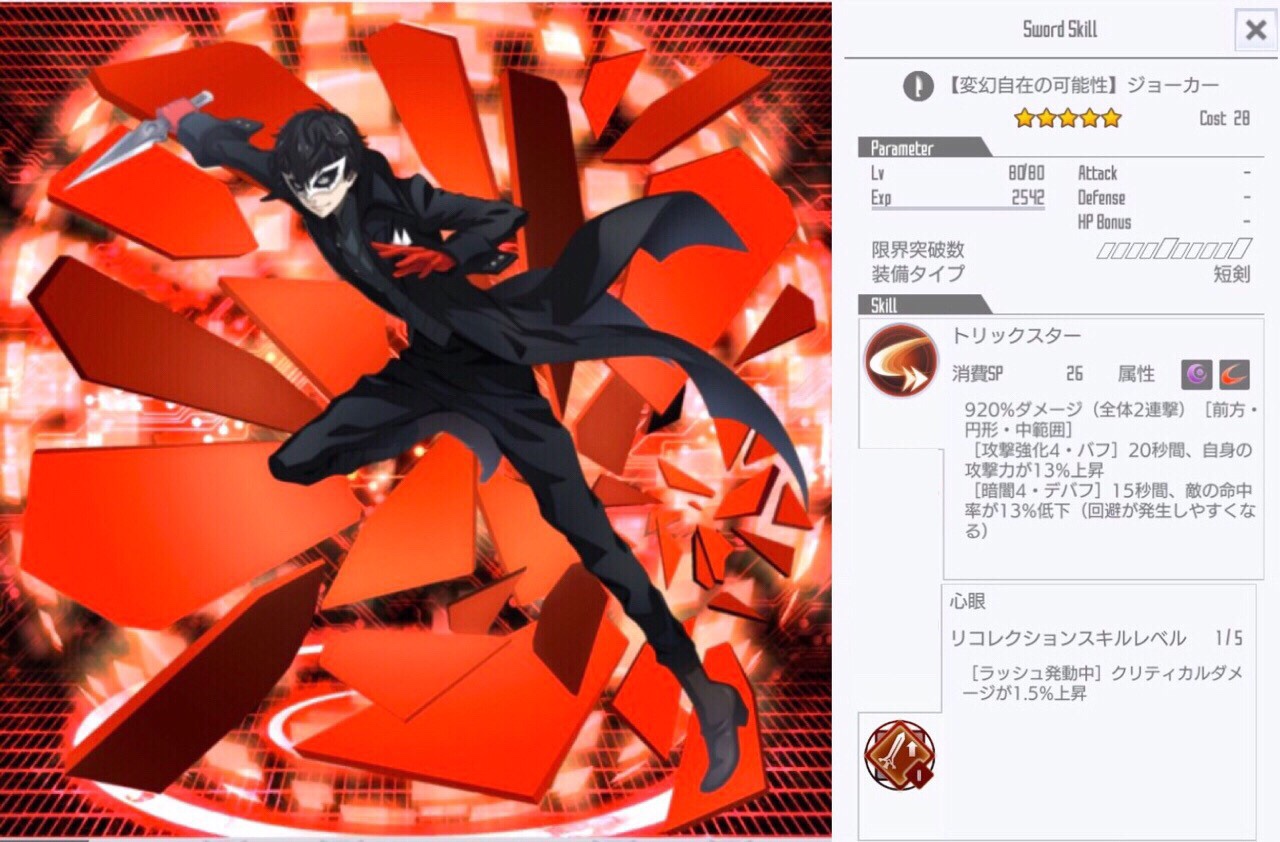 Sword Skill
【変幻自在の可能性】ジョーカー
Cost 28
Parameter
Lv 80/80 Attack -
Exp 2542 Defense -
HP Bonus -
限界突破数
装備タイプ 短剣
Skill
トリックスター
消費SP 26 属性
920%ダメージ（全体2連撃）［前方・
円形・中範囲］
［攻撃強化4・バフ］20秒間、自身の
攻撃力が13%上昇
［暗闇4・デバフ］15秒間、敵の命中
率が13%低下（回避が発生しやすくな
る）
心眼
リコレクションスキルレベル 1/5
［ラッシュ発動中］クリティカルダメ
ージが1.5%上昇
I